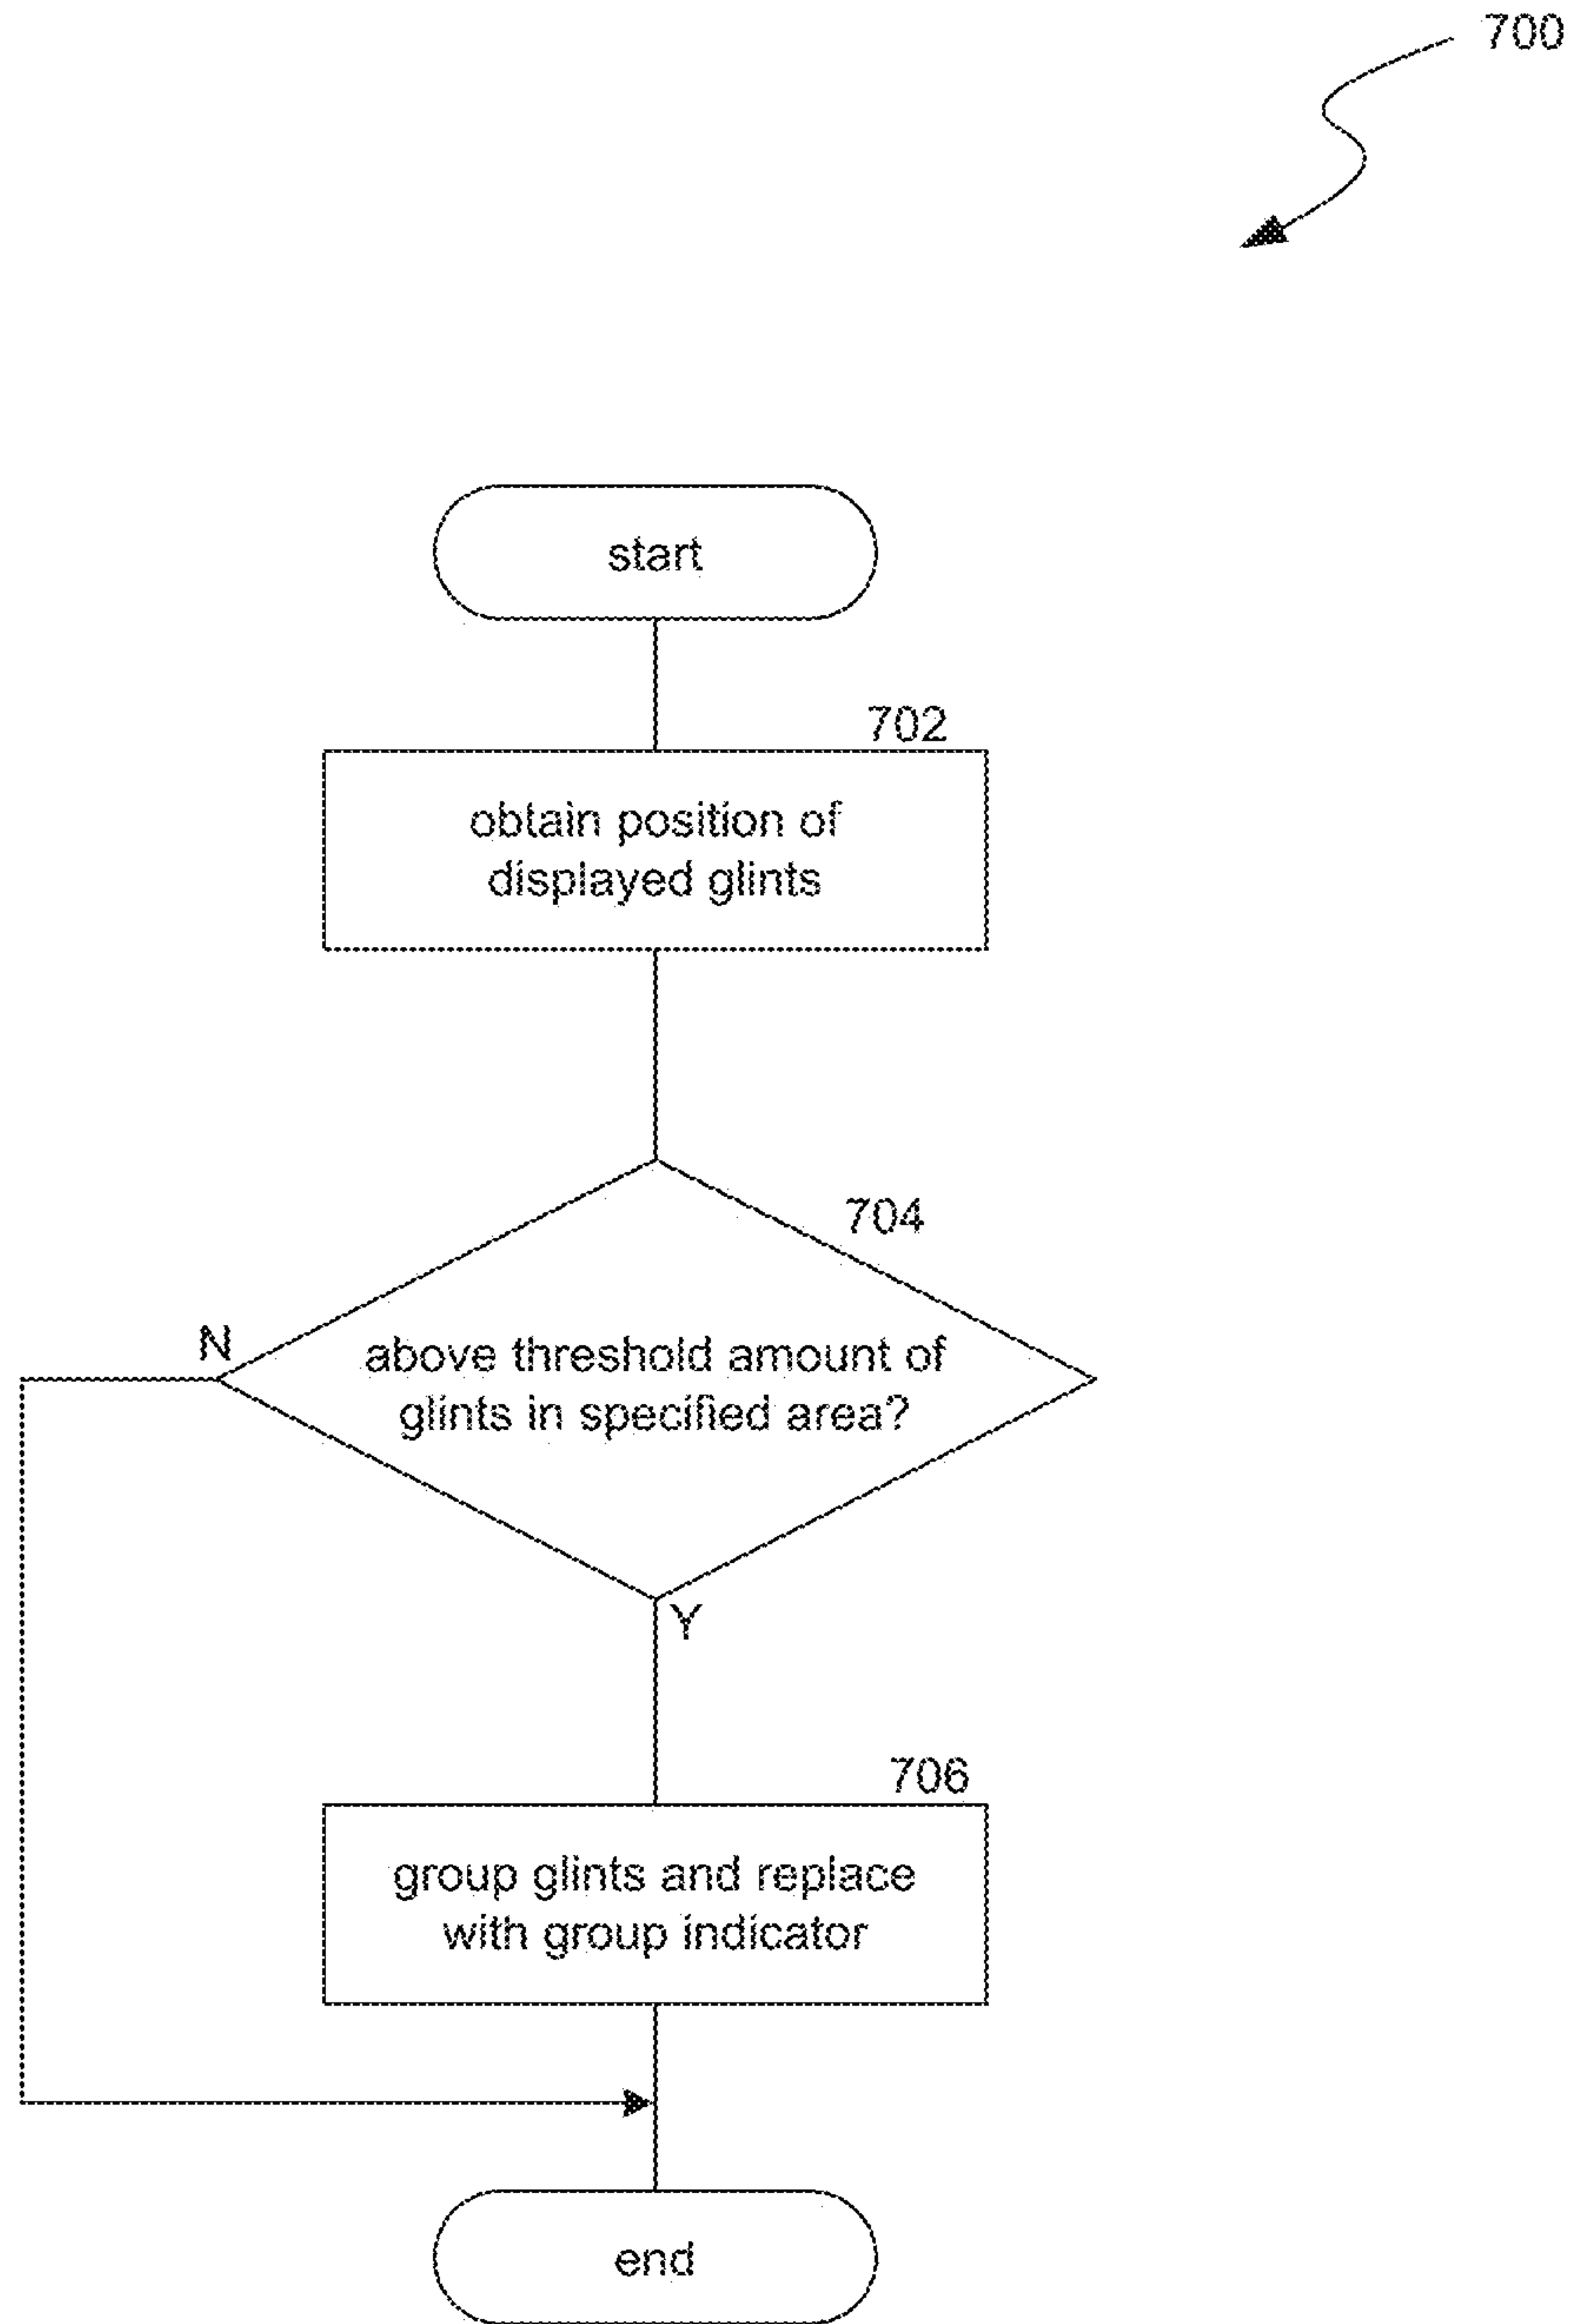 700
start
702
obtain position of
displayed glints
704
N
above threshold amount of
glints in specified area?
Y
706
group glints and replace
with group indicator
end